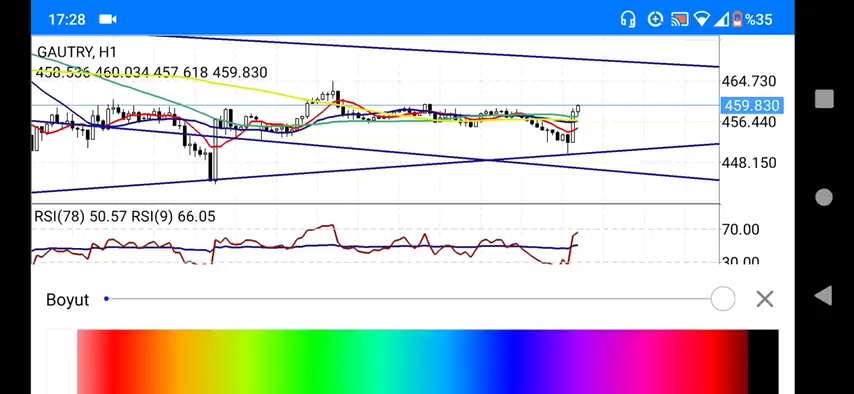 17:28
%35
GAUTRY, H1
458.536 460.034 457.618 459.830
464.730
459.830
456.440
448.150
RSI(78) 50.57 RSI(9) 66.05
70.00
30.00
Boyut